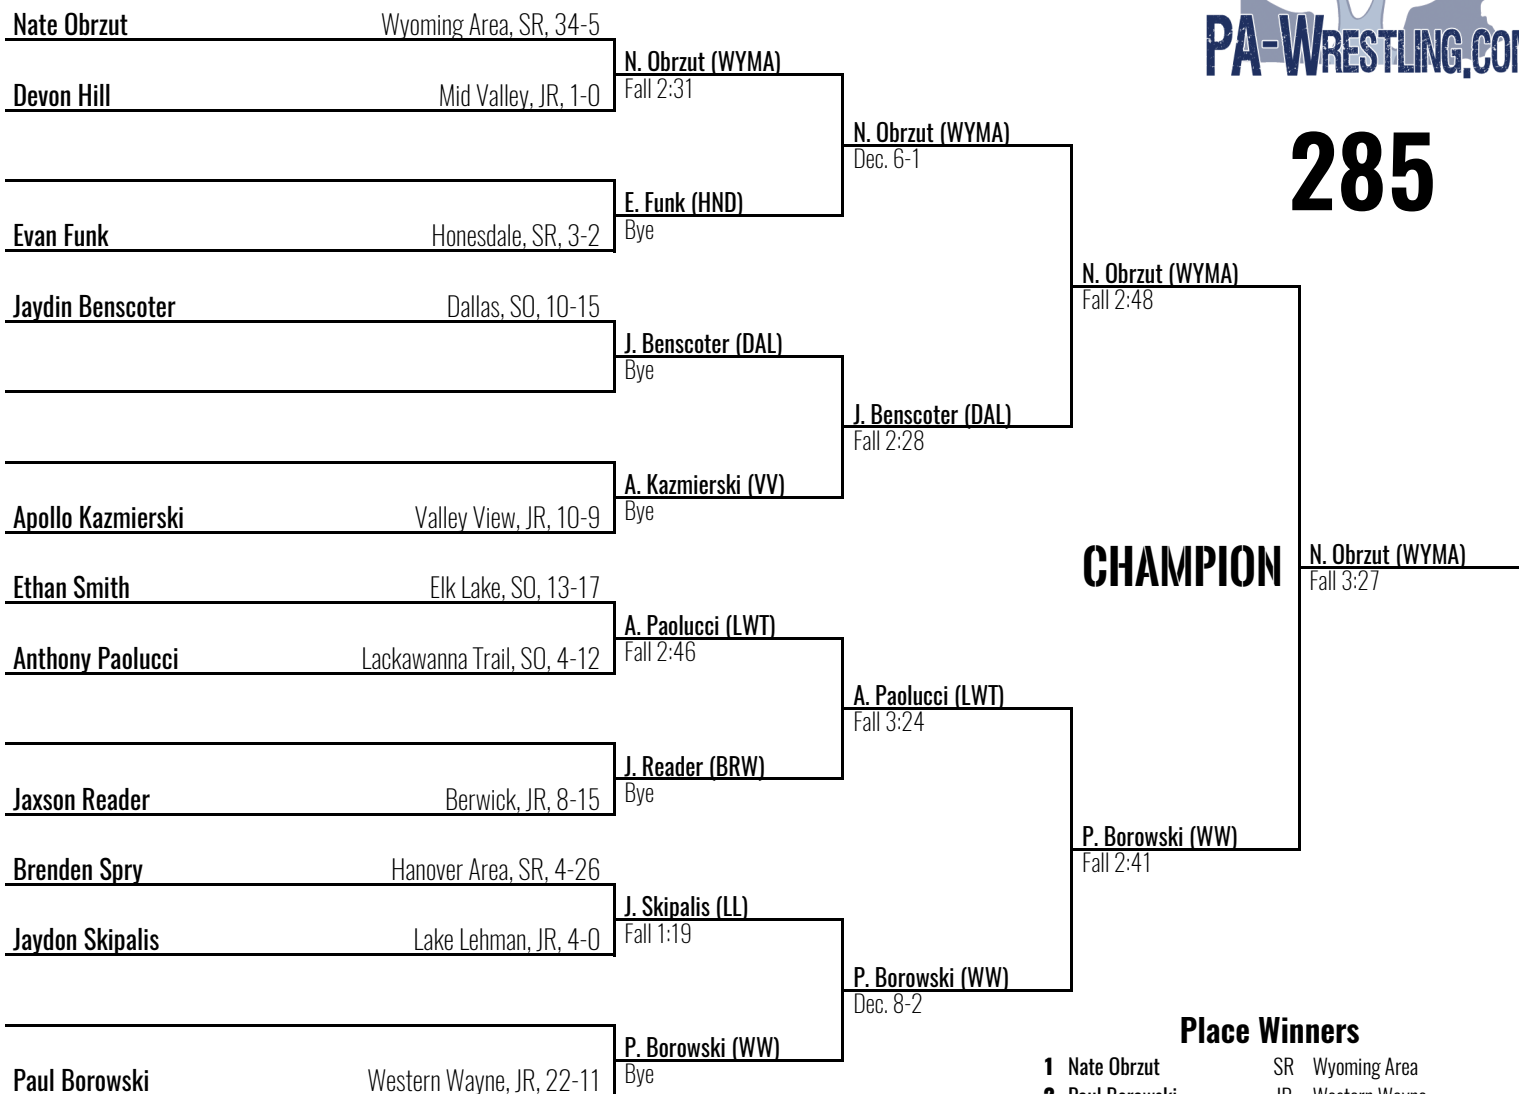 Nate Obrzut Wyoming Area, SR, 34-5
PA-WRESTLING.CO
N. Obrzut (WYMA)
Fall 2:31
Devon Hill Mid Valley, JR, 1-0
N. Obrzut (WYMA)
Dec. 6-1
285
E. Funk (HND)
Bye
Evan Funk Honesdale, SR, 3-2
N. Obrzut (WYMA)
Fall 2:48
Jaydin Benscoter Dallas, SO, 10-15
J. Benscoter (DAL)
Bye
J. Benscoter (DAL)
Fall 2:28
A. Kazmierski (VV)
Bye
Apollo Kazmierski Valley View, JR, 10-9
CHAMPION
N. Obrzut (WYMA)
Fall 3:27
Ethan Smith Elk Lake, SO, 13-17
A. Paolucci (LWT)
Fall 2:46
Anthony Paolucci Lackawanna Trail, SO, 4-12
A. Paolucci (LWT)
Fall 3:24
J. Reader (BRW)
Bye
Jaxson Reader Berwick, JR, 8-15
P. Borowski (WW)
Fall 2:41
Brenden Spry Hanover Area, SR, 4-26
J. Skipalis (LL)
Fall 1:19
Jaydon Skipalis Lake Lehman, JR, 4-0
P. Borowski (WW)
Dec. 8-2
P. Borowski (WW)
Bye
Paul Borowski Western Wayne, JR, 22-11
Place Winners
1 Nate Obrzut SR Wyoming Area
2 Paul Borowski JR Western Wayne